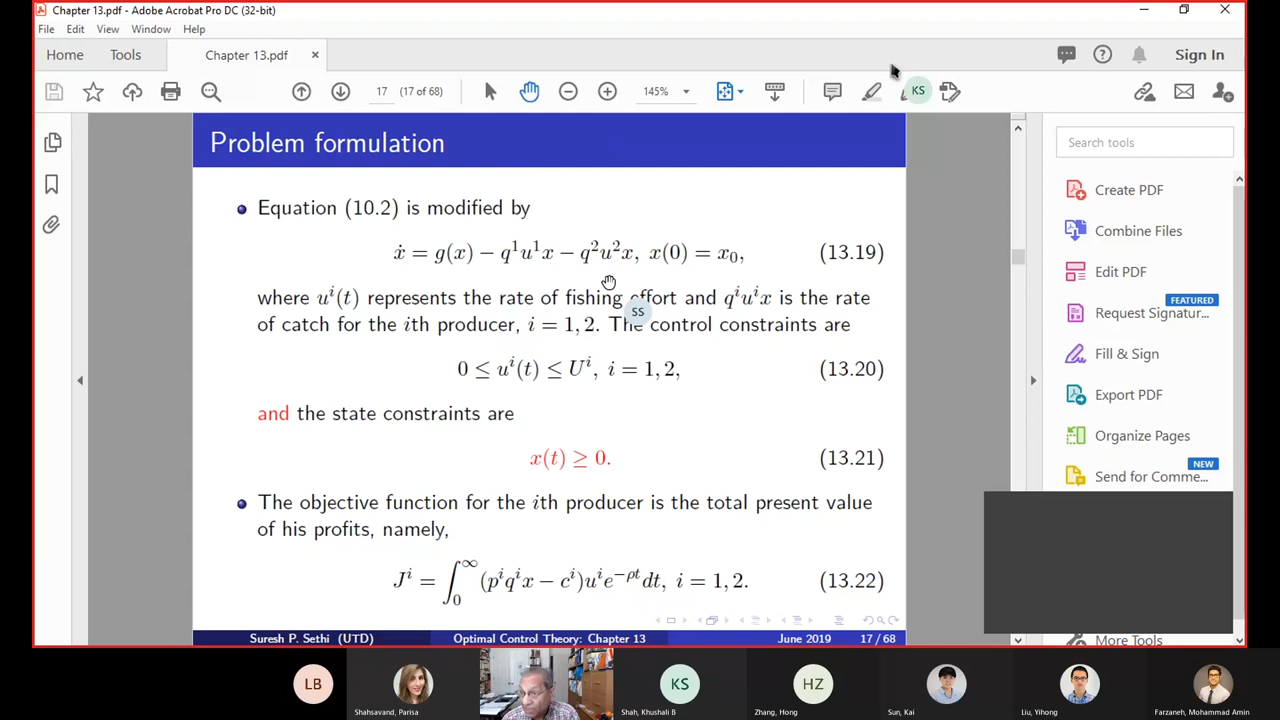 Chapter 13.pdf - Adobe Acrobat Pro DC (32-bit)
File Edit View Window Help
Home Tools Chapter 13.pdf × Sign In
17 (17 of 68) 145% KS
Search tools
Problem formulation
Create PDF
Equation (10.2) is modified by
Combine Files
ẋ = g(x) − q¹u¹x − q²u²x, x(0) = x₀, (13.19)
Edit PDF
where uⁱ(t) represents the rate of fishing effort and qⁱuⁱx is the rate
FEATURED
Request Signatur...
SS
of catch for the ith producer, i = 1, 2. The control constraints are
Fill & Sign
0 ≤ uⁱ(t) ≤ Uⁱ, i = 1, 2, (13.20)
Export PDF
and the state constraints are
Organize Pages
x(t) ≥ 0. (13.21)
NEW
Send for Comme...
The objective function for the ith producer is the total present value
of his profits, namely,
Jⁱ = ∫₀^∞ (pⁱqⁱx − cⁱ)uⁱe^{−ρt}dt, i = 1, 2. (13.22)
Suresh P. Sethi (UTD) Optimal Control Theory: Chapter 13 June 2019 17 / 68
More Tools
LB KS HZ
Shahsavand, Parisa Shah, Khushali B Zhang, Hong Sun, Kai Liu, Yihong Farzaneh, Mohammad Amin